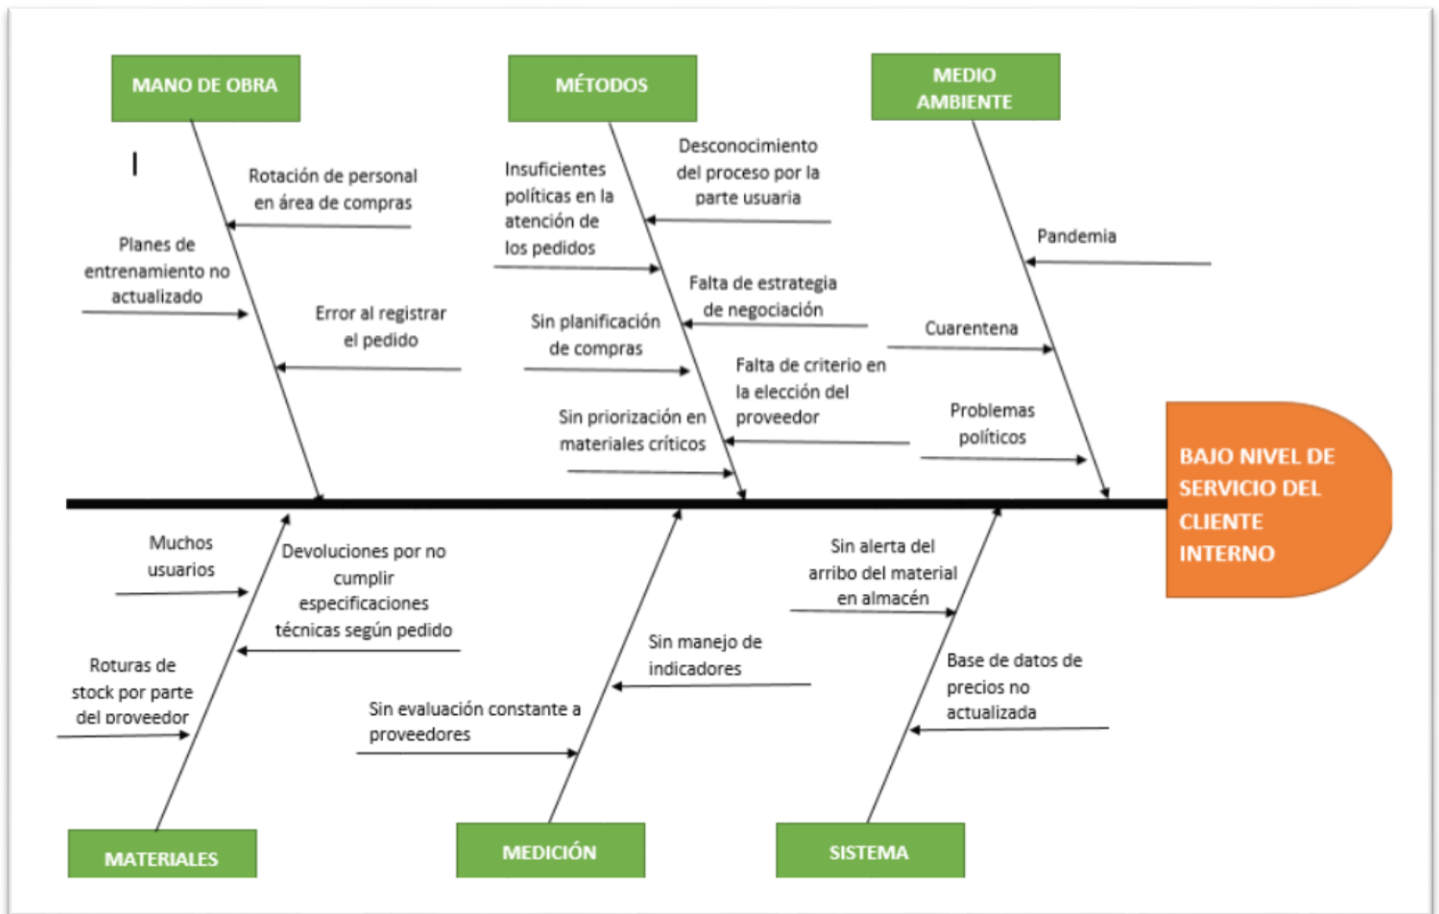 MANO DE OBRA
MÉTODOS
MEDIO
AMBIENTE
Rotación de personal
en área de compras
Planes de
entrenamiento no
actualizado
Error al registrar
el pedido
Insuficientes
políticas en la
atención de
los pedidos
Desconocimiento
del proceso por la
parte usuaria
Falta de estrategia
de negociación
Sin planificación
de compras
Falta de criterio en
la elección del
proveedor
Sin priorización en
materiales críticos
Pandemia
Cuarentena
Problemas
políticos
BAJO NIVEL DE
SERVICIO DEL
CLIENTE
INTERNO
Muchos
usuarios
Devoluciones por no
cumplir
especificaciones
técnicas según pedido
Roturas de
stock por parte
del proveedor
Sin manejo de
indicadores
Sin evaluación constante a
proveedores
Sin alerta del
arribo del material
en almacén
Base de datos de
precios no
actualizada
MATERIALES
MEDICIÓN
SISTEMA